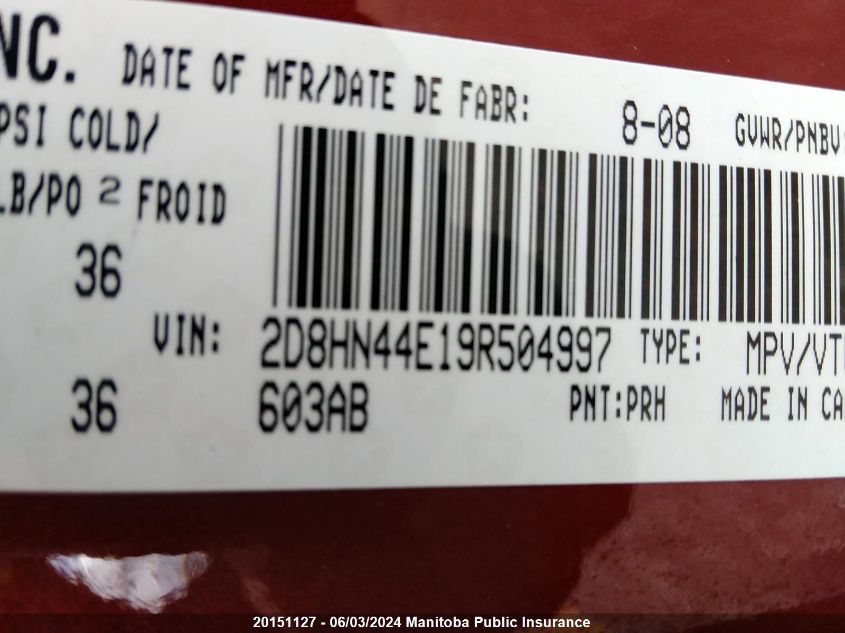 NC. DATE OF MFR/DATE DE FABR: 8-08 GVWR/PNBV:
PSI COLD/
LB/PO 2 FROID
36
VIN: 2D8HN44E19R504997 TYPE: MPV/VT
36 603AB PNT:PRH MADE IN CA
20151127 - 06/03/2024 Manitoba Public Insurance